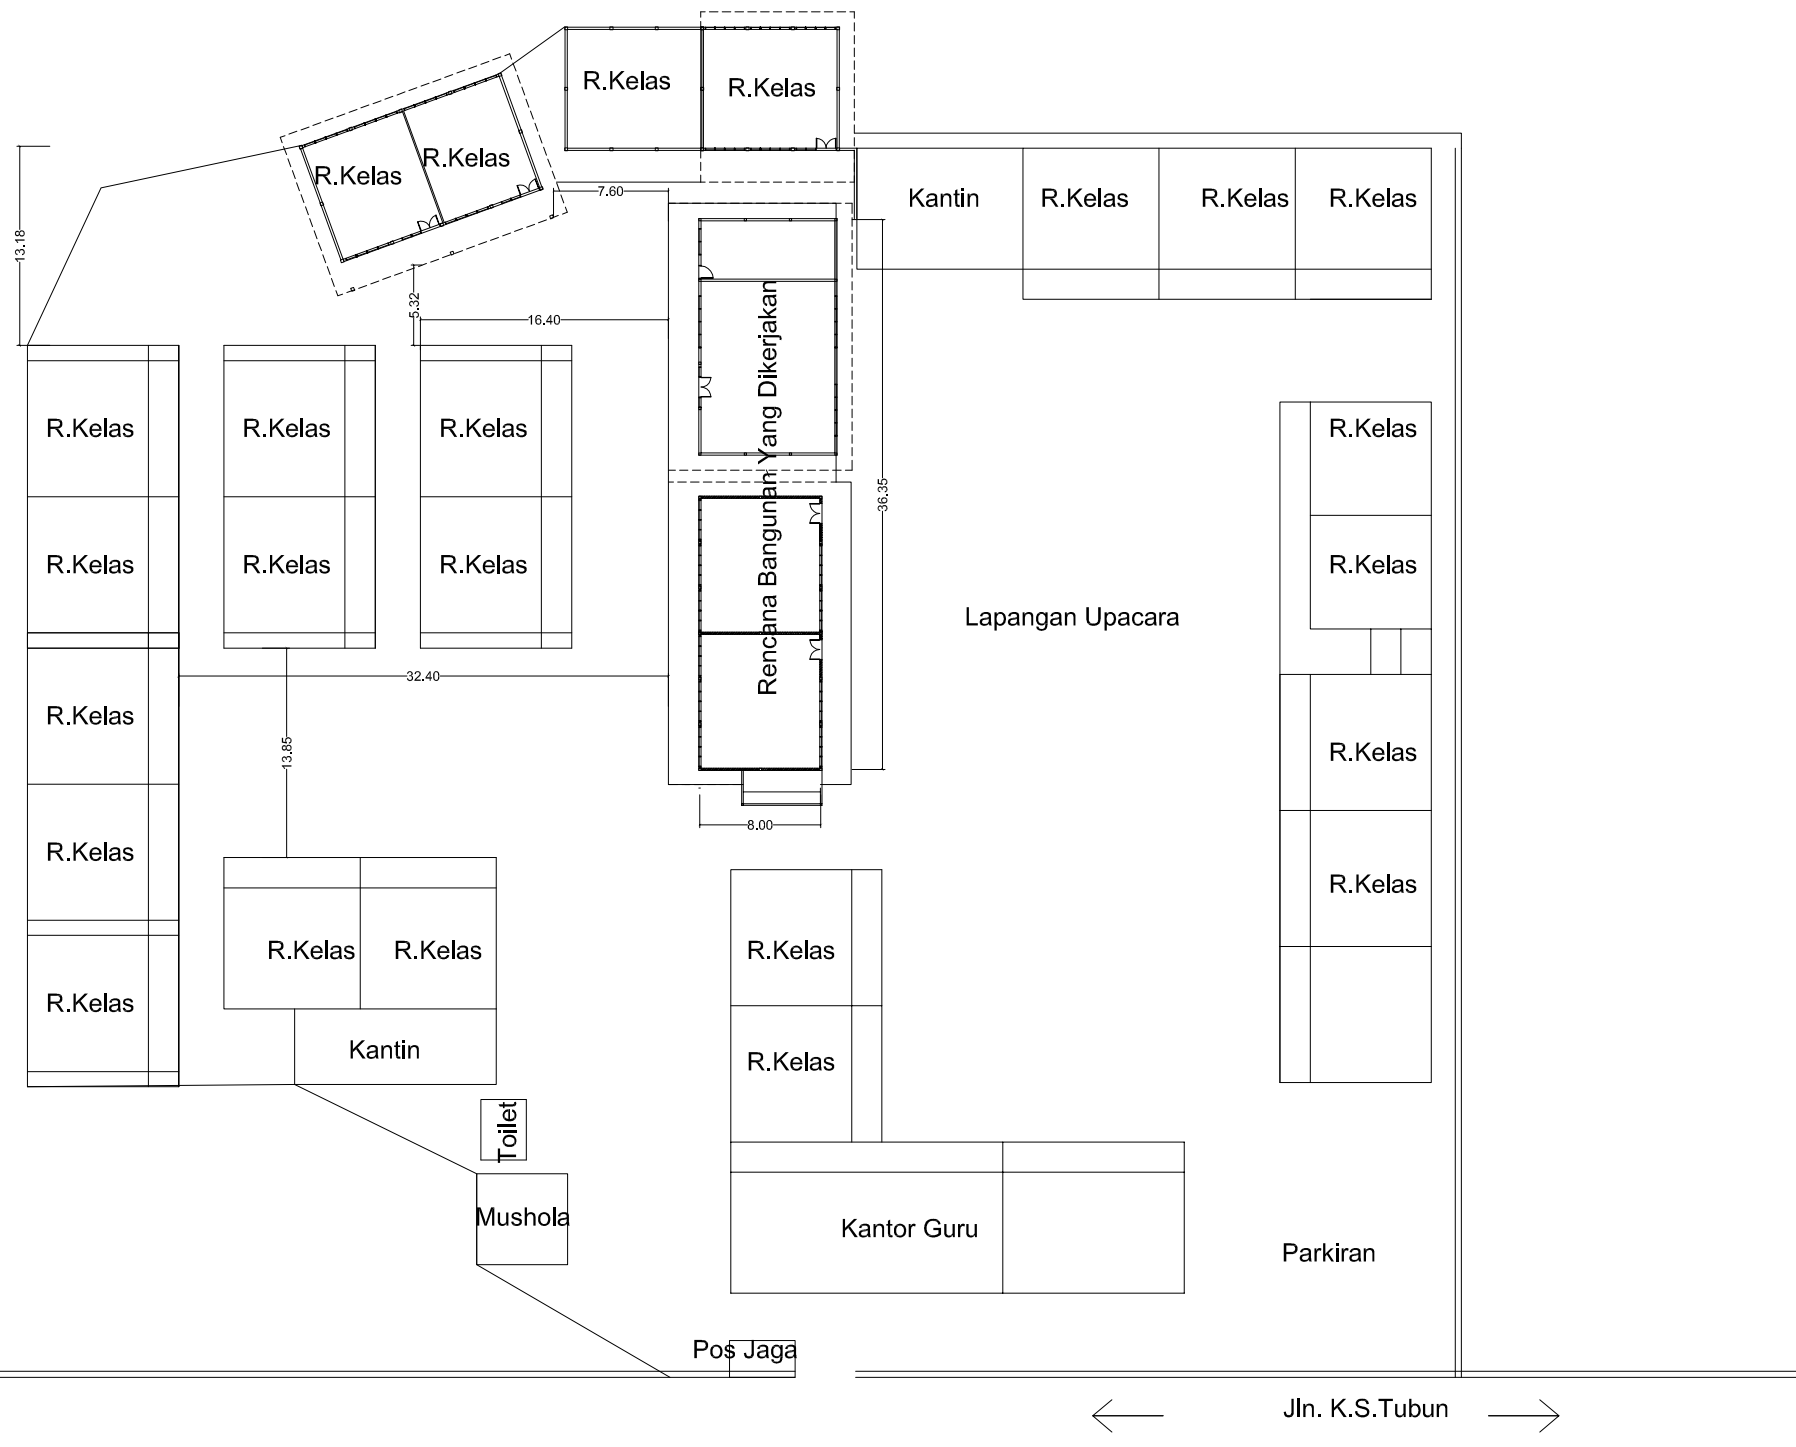 R.Kelas
R.Kelas
R.Kelas
R.Kelas
7.60
Kantin
R.Kelas
R.Kelas
R.Kelas
13.18
5.32
16.40
R.Kelas
R.Kelas
R.Kelas
R.Kelas
Rencana Bangunan Yang Dikerjakan
36.35
R.Kelas
R.Kelas
R.Kelas
R.Kelas
Lapangan Upacara
32.40
R.Kelas
13.85
R.Kelas
8.00
R.Kelas
R.Kelas
R.Kelas
R.Kelas
R.Kelas
R.Kelas
R.Kelas
Kantin
R.Kelas
Toilet
Mushola
Kantor Guru
Parkiran
Pos Jaga
Jln. K.S.Tubun